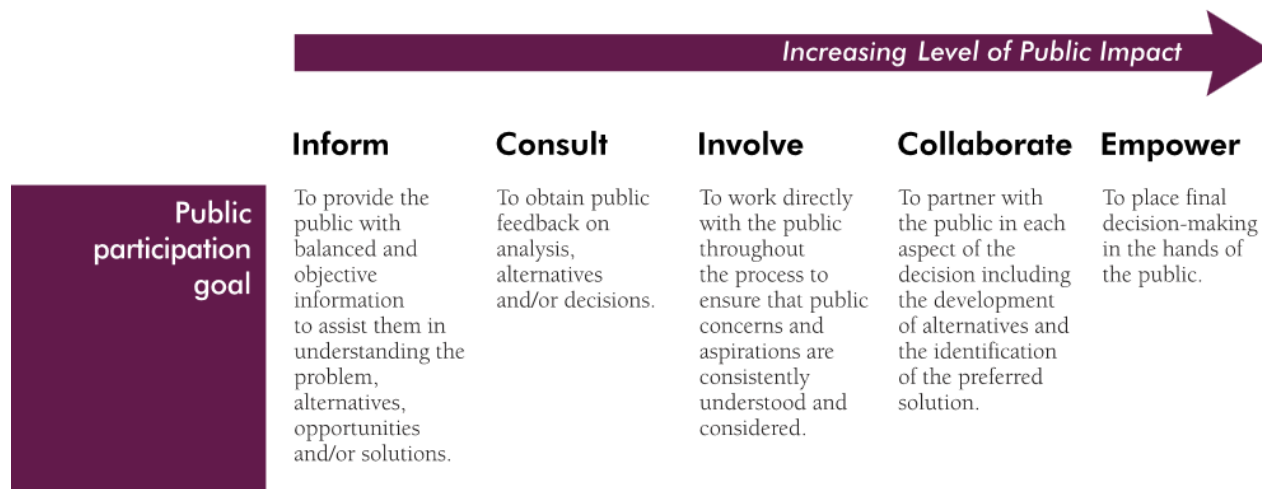 Increasing Level of Public Impact
Inform
Consult
Involve
Collaborate
Empower
Public
participation
goal
To provide the
public with
balanced and
objective
information
to assist them in
understanding the
problem,
alternatives,
opportunities
and/or solutions.
To obtain public
feedback on
analysis,
alternatives
and/or decisions.
To work directly
with the public
throughout
the process to
ensure that public
concerns and
aspirations are
consistently
understood and
considered.
To partner with
the public in each
aspect of the
decision including
the development
of alternatives and
the identification
of the preferred
solution.
To place final
decision-making
in the hands of
the public.